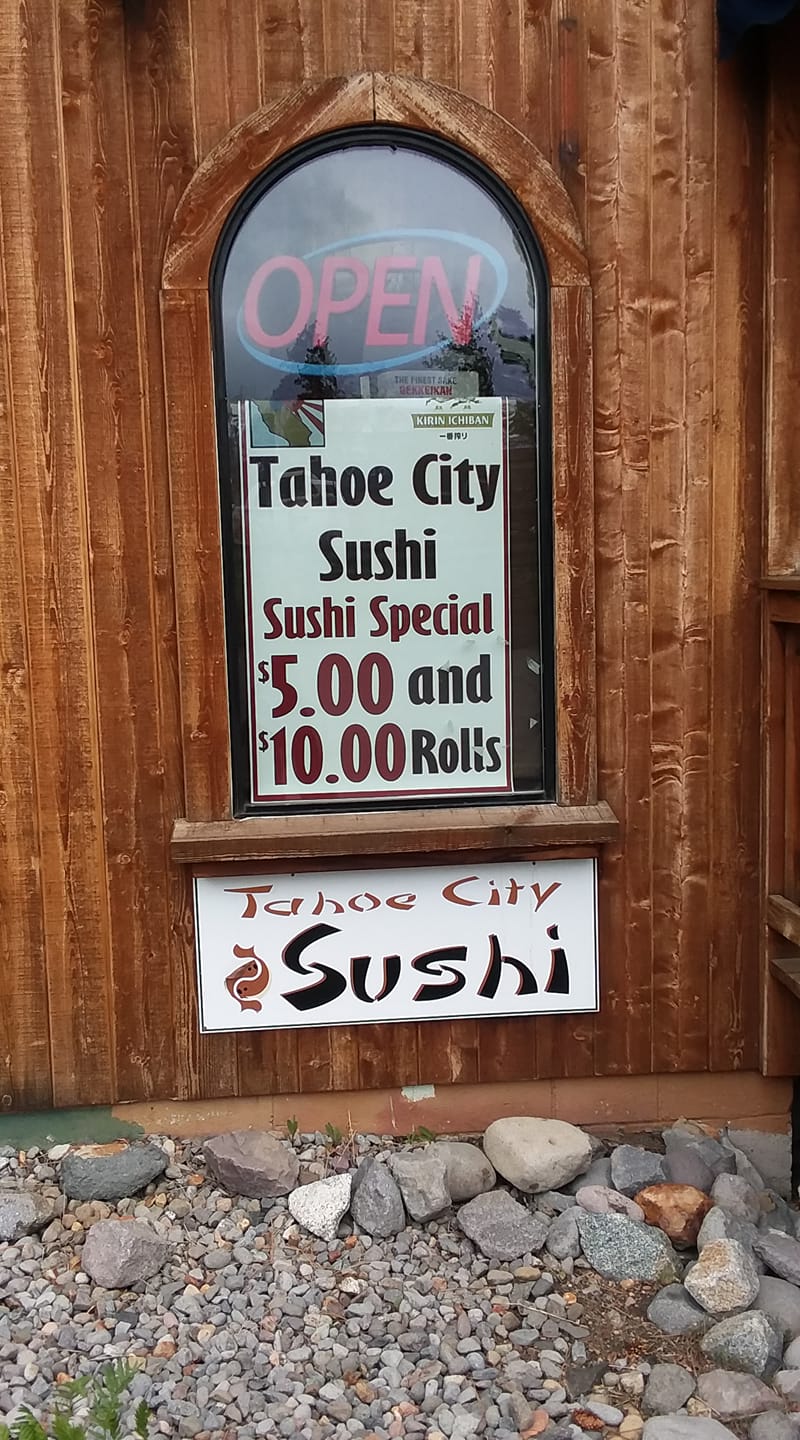 OPEN
THE FINEST SAKE
GEKKEIKAN
KIRIN ICHIBAN
一番搾り
Tahoe City
Sushi
Sushi Special
$5.00 and
$10.00 Rolls
Tahoe City
Sushi